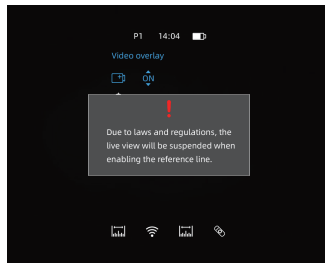 P1 14:04
Video overlay
ON
Due to laws and regulations, the
live view will be suspended when
enabling the reference line.